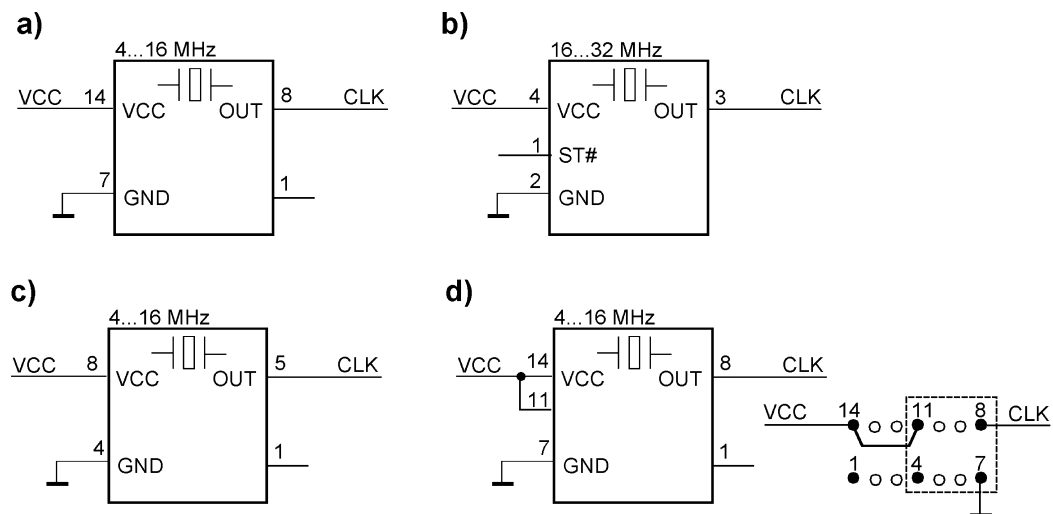 a)
4...16 MHz
VCC 14 VCC OUT 8 CLK
7 GND 1
b)
16...32 MHz
VCC 4 VCC OUT 3 CLK
1 ST#
2 GND
c)
4...16 MHz
VCC 8 VCC OUT 5 CLK
4 GND 1
d)
4...16 MHz
VCC 14 VCC OUT 8 CLK
11
7 GND 1
VCC 14 11 8 CLK
1 4 7